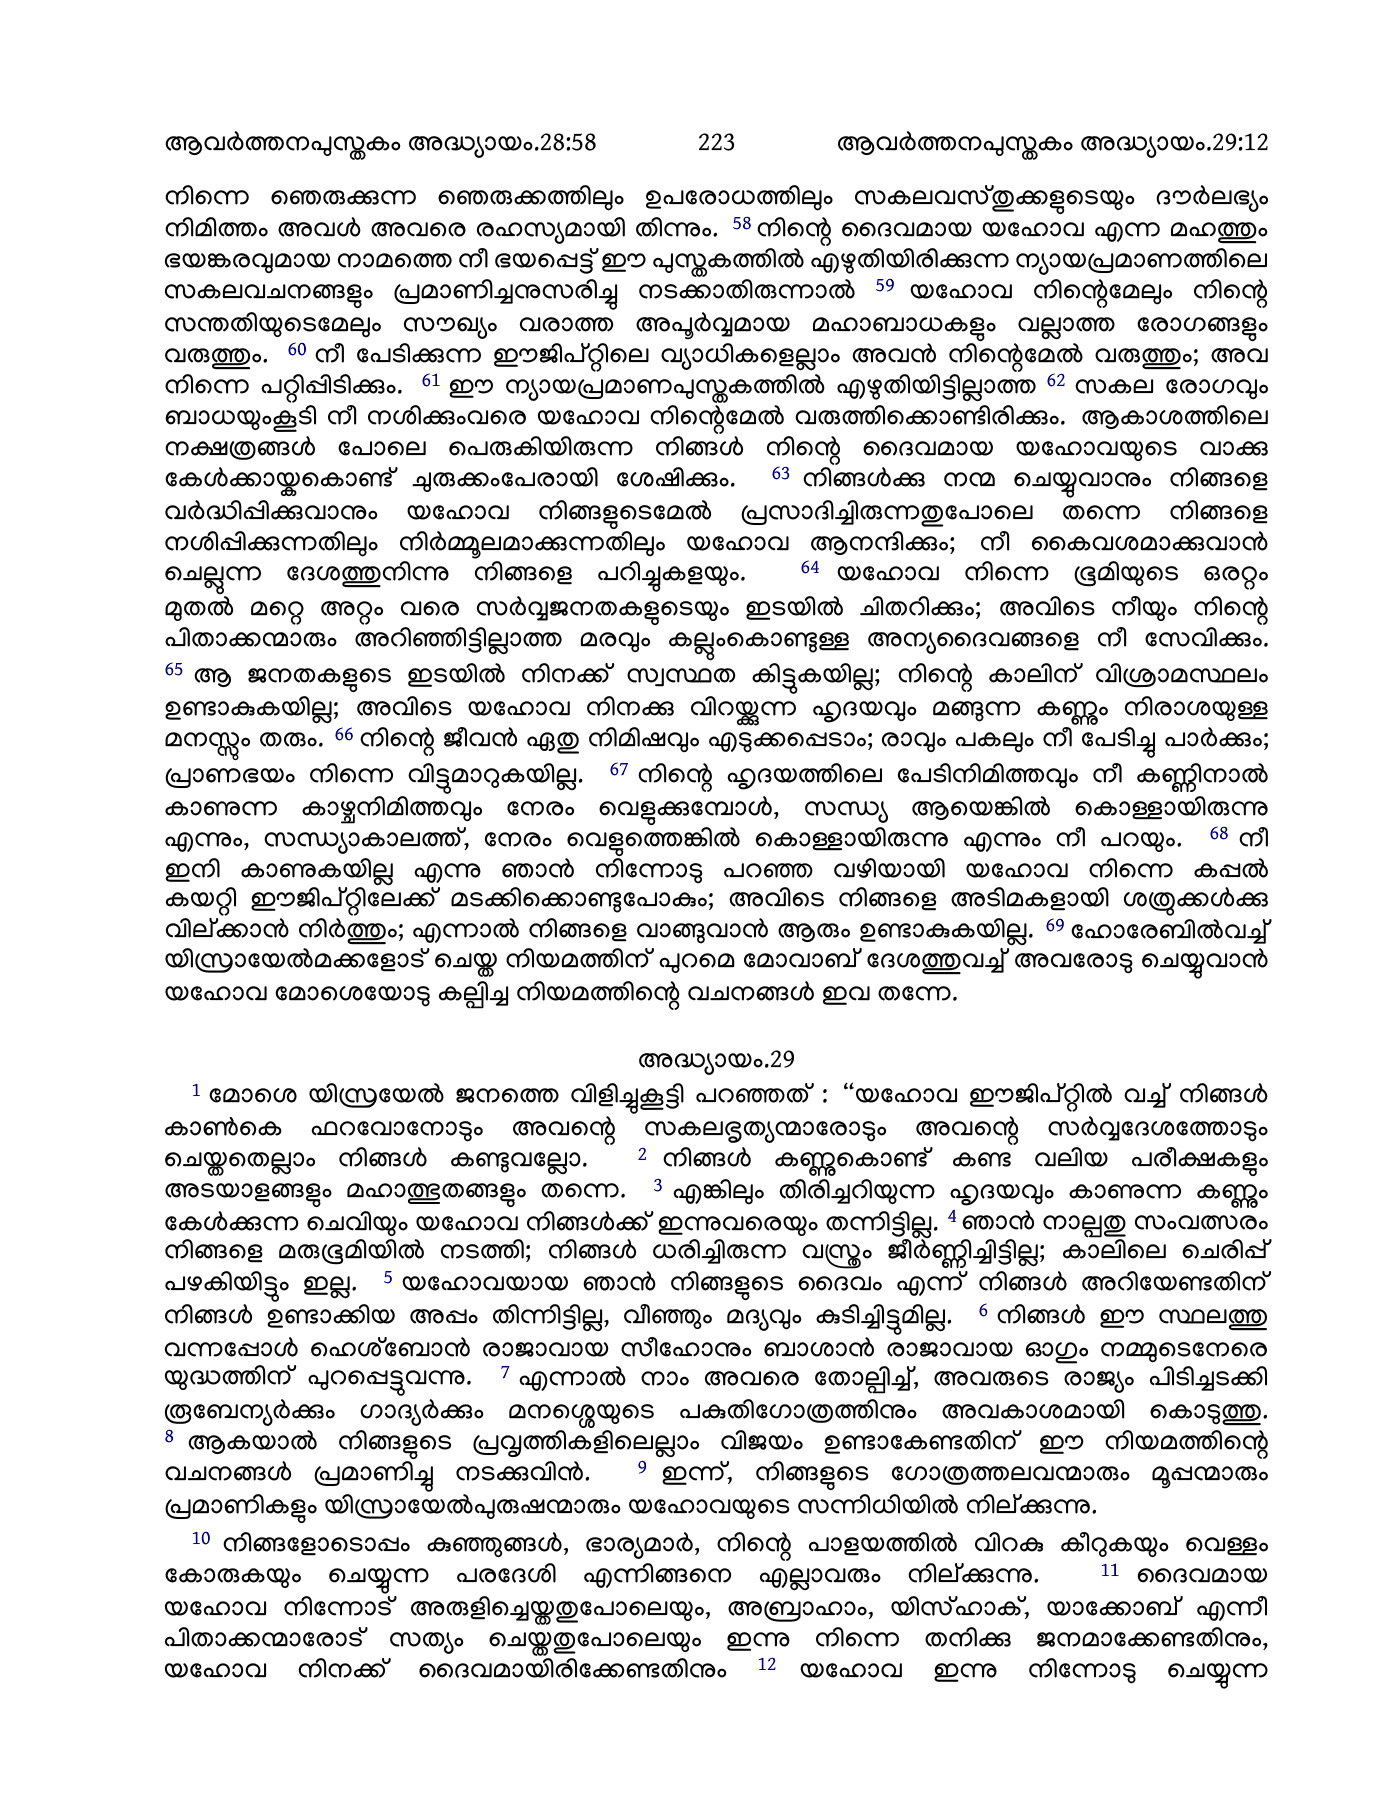 ആവർത്തനപുസ്തകം അദ്ധ്യായം.28:58 223 ആവർത്തനപുസ്തകം അദ്ധ്യായം.29:12
നിന്നെ ഞെരുക്കുന്ന ഞെരുക്കത്തിലും ഉപരോധത്തിലും സകലവസ്തുക്കളുടെയും ദൗർലഭ്യം
നിമിത്തം അവൾ അവരെ രഹസ്യമായി തിന്നും. 58 നിന്റെ ദൈവമായ യഹോവ എന്ന മഹത്തും
ഭയങ്കരവുമായ നാമത്തെ നീ ഭയപ്പെട്ട് ഈ പുസ്തകത്തിൽ എഴുതിയിരിക്കുന്ന ന്യായപ്രമാണത്തിലെ
സകലവചനങ്ങളും പ്രമാണിച്ചനുസരിച്ചു നടക്കാതിരുന്നാൽ 59 യഹോവ നിന്റെമേലും നിന്റെ
സന്തതിയുടെമേലും സൗഖ്യം വരാത്ത അപൂർവ്വമായ മഹാബാധകളും വല്ലാത്ത രോഗങ്ങളും
വരുത്തും. 60 നീ പേടിക്കുന്ന ഈജിപ്റ്റിലെ വ്യാധികളെല്ലാം അവൻ നിന്റെമേൽ വരുത്തും; അവ
നിന്നെ പറ്റിപ്പിടിക്കും. 61 ഈ ന്യായപ്രമാണപുസ്തകത്തിൽ എഴുതിയിട്ടില്ലാത്ത 62 സകല രോഗവും
ബാധയുംകൂടി നീ നശിക്കുംവരെ യഹോവ നിന്റെമേൽ വരുത്തിക്കൊണ്ടിരിക്കും. ആകാശത്തിലെ
നക്ഷത്രങ്ങൾ പോലെ പെരുകിയിരുന്ന നിങ്ങൾ നിന്റെ ദൈവമായ യഹോവയുടെ വാക്കു
കേൾക്കായ്കകൊണ്ട് ചുരുക്കംപേരായി ശേഷിക്കും. 63 നിങ്ങൾക്കു നന്മ ചെയ്യുവാനും നിങ്ങളെ
വർദ്ധിപ്പിക്കുവാനും യഹോവ നിങ്ങളുടെമേൽ പ്രസാദിച്ചിരുന്നതുപോലെ തന്നെ നിങ്ങളെ
നശിപ്പിക്കുന്നതിലും നിർമ്മൂലമാക്കുന്നതിലും യഹോവ ആനന്ദിക്കും; നീ കൈവശമാക്കുവാൻ
ചെല്ലുന്ന ദേശത്തുനിന്നു നിങ്ങളെ പറിച്ചുകളയും. 64 യഹോവ നിന്നെ ഭൂമിയുടെ ഒരറ്റം
മുതൽ മറ്റെ അറ്റം വരെ സർവ്വജനതകളുടെയും ഇടയിൽ ചിതറിക്കും; അവിടെ നീയും നിന്റെ
പിതാക്കന്മാരും അറിഞ്ഞിട്ടില്ലാത്ത മരവും കല്ലുംകൊണ്ടുള്ള അന്യദൈവങ്ങളെ നീ സേവിക്കും.
65 ആ ജനതകളുടെ ഇടയിൽ നിനക്ക് സ്വസ്ഥത കിട്ടുകയില്ല; നിന്റെ കാലിന് വിശ്രാമസ്ഥലം
ഉണ്ടാകുകയില്ല; അവിടെ യഹോവ നിനക്കു വിറയ്ക്കുന്ന ഹൃദയവും മങ്ങുന്ന കണ്ണും നിരാശയുള്ള
മനസ്സും തരും. 66 നിന്റെ ജീവൻ ഏതു നിമിഷവും എടുക്കപ്പെടാം; രാവും പകലും നീ പേടിച്ചു പാർക്കും;
പ്രാണഭയം നിന്നെ വിട്ടുമാറുകയില്ല. 67 നിന്റെ ഹൃദയത്തിലെ പേടിനിമിത്തവും നീ കണ്ണിനാൽ
കാണുന്ന കാഴ്ചനിമിത്തവും നേരം വെളുക്കുമ്പോൾ, സന്ധ്യ ആയെങ്കിൽ കൊള്ളായിരുന്നു
എന്നും, സന്ധ്യാകാലത്ത്, നേരം വെളുത്തെങ്കിൽ കൊള്ളായിരുന്നു എന്നും നീ പറയും. 68 നീ
ഇനി കാണുകയില്ല എന്നു ഞാൻ നിന്നോടു പറഞ്ഞ വഴിയായി യഹോവ നിന്നെ കപ്പൽ
കയറ്റി ഈജിപ്റ്റിലേക്ക് മടക്കിക്കൊണ്ടുപോകും; അവിടെ നിങ്ങളെ അടിമകളായി ശത്രുക്കൾക്കു
വില്ക്കാൻ നിർത്തും; എന്നാൽ നിങ്ങളെ വാങ്ങുവാൻ ആരും ഉണ്ടാകുകയില്ല. 69 ഹോരേബിൽവച്ച്
യിസ്രായേൽമക്കളോട് ചെയ്ത നിയമത്തിന് പുറമെ മോവാബ് ദേശത്തുവച്ച് അവരോടു ചെയ്യുവാൻ
യഹോവ മോശെയോടു കല്പിച്ച നിയമത്തിന്റെ വചനങ്ങൾ ഇവ തന്നേ.
അദ്ധ്യായം.29
1 മോശെ യിസ്രയേൽ ജനത്തെ വിളിച്ചുകൂട്ടി പറഞ്ഞത് : “യഹോവ ഈജിപ്റ്റിൽ വച്ച് നിങ്ങൾ
കാൺകെ ഫറവോനോടും അവന്റെ സകലഭൃത്യന്മാരോടും അവന്റെ സർവ്വദേശത്തോടും
ചെയ്തതെല്ലാം നിങ്ങൾ കണ്ടുവല്ലോ. 2 നിങ്ങൾ കണ്ണുകൊണ്ട് കണ്ട വലിയ പരീക്ഷകളും
അടയാളങ്ങളും മഹാത്ഭുതങ്ങളും തന്നെ. 3 എങ്കിലും തിരിച്ചറിയുന്ന ഹൃദയവും കാണുന്ന കണ്ണും
കേൾക്കുന്ന ചെവിയും യഹോവ നിങ്ങൾക്ക് ഇന്നുവരെയും തന്നിട്ടില്ല. 4 ഞാൻ നാല്പതു സംവത്സരം
നിങ്ങളെ മരുഭൂമിയിൽ നടത്തി; നിങ്ങൾ ധരിച്ചിരുന്ന വസ്ത്രം ജീർണ്ണിച്ചിട്ടില്ല; കാലിലെ ചെരിപ്പ്
പഴകിയിട്ടും ഇല്ല. 5 യഹോവയായ ഞാൻ നിങ്ങളുടെ ദൈവം എന്ന് നിങ്ങൾ അറിയേണ്ടതിന്
നിങ്ങൾ ഉണ്ടാക്കിയ അപ്പം തിന്നിട്ടില്ല, വീഞ്ഞും മദ്യവും കുടിച്ചിട്ടുമില്ല. 6 നിങ്ങൾ ഈ സ്ഥലത്തു
വന്നപ്പോൾ ഹെശ്ബോൻ രാജാവായ സീഹോനും ബാശാൻ രാജാവായ ഓഗും നമ്മുടെനേരെ
യുദ്ധത്തിന് പുറപ്പെട്ടുവന്നു. 7 എന്നാൽ നാം അവരെ തോല്പിച്ച്, അവരുടെ രാജ്യം പിടിച്ചടക്കി
രൂബേന്യർക്കും ഗാദ്യർക്കും മനശ്ശെയുടെ പകുതിഗോത്രത്തിനും അവകാശമായി കൊടുത്തു.
8 ആകയാൽ നിങ്ങളുടെ പ്രവൃത്തികളിലെല്ലാം വിജയം ഉണ്ടാകേണ്ടതിന് ഈ നിയമത്തിന്റെ
വചനങ്ങൾ പ്രമാണിച്ചു നടക്കുവിൻ. 9 ഇന്ന്, നിങ്ങളുടെ ഗോത്രത്തലവന്മാരും മൂപ്പന്മാരും
പ്രമാണികളും യിസ്രായേൽപുരുഷന്മാരും യഹോവയുടെ സന്നിധിയിൽ നില്ക്കുന്നു.
10 നിങ്ങളോടൊപ്പം കുഞ്ഞുങ്ങൾ, ഭാര്യമാർ, നിന്റെ പാളയത്തിൽ വിറകു കീറുകയും വെള്ളം
കോരുകയും ചെയ്യുന്ന പരദേശി എന്നിങ്ങനെ എല്ലാവരും നില്ക്കുന്നു. 11 ദൈവമായ
യഹോവ നിന്നോട് അരുളിച്ചെയ്തതുപോലെയും, അബ്രാഹാം, യിസ്ഹാക്, യാക്കോബ് എന്നീ
പിതാക്കന്മാരോട് സത്യം ചെയ്തതുപോലെയും ഇന്നു നിന്നെ തനിക്കു ജനമാക്കേണ്ടതിനും,
യഹോവ നിനക്ക് ദൈവമായിരിക്കേണ്ടതിനും 12 യഹോവ ഇന്നു നിന്നോടു ചെയ്യുന്ന